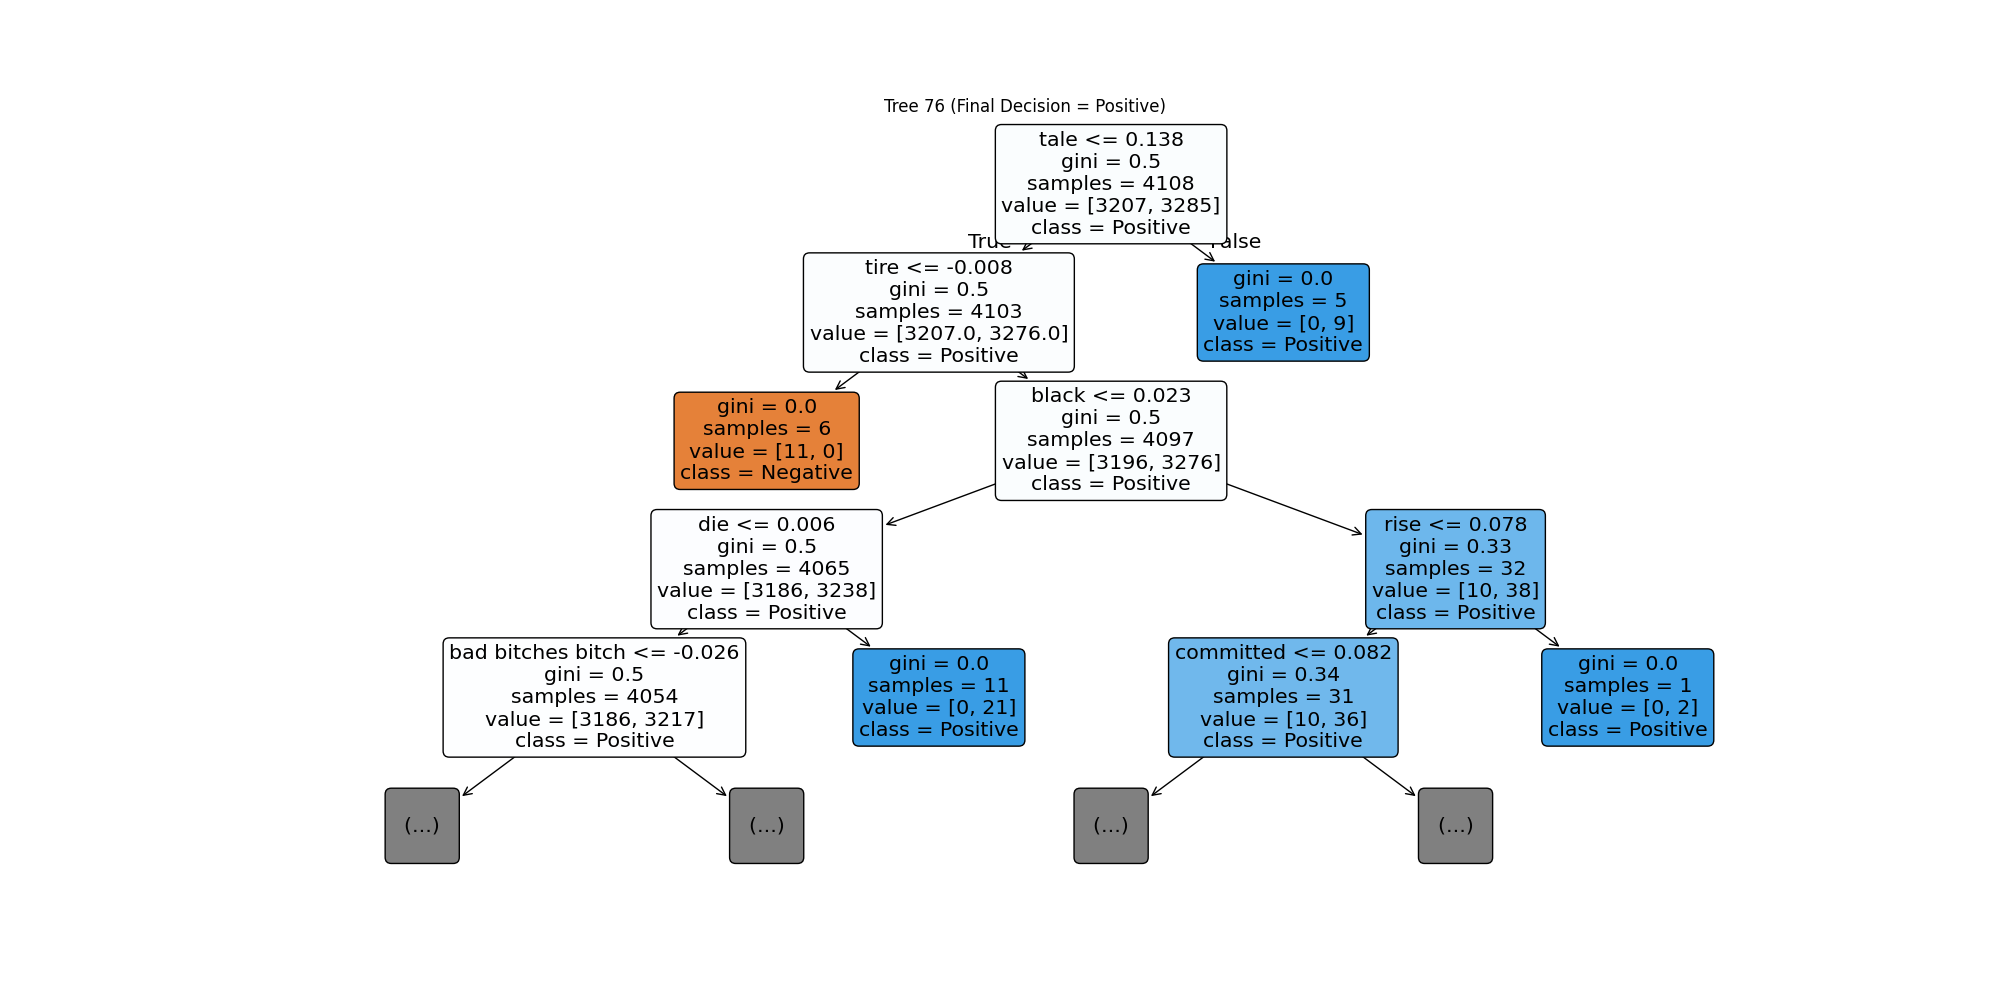 Tree 76 (Final Decision = Positive)
tale <= 0.138
gini = 0.5
samples = 4108
value = [3207, 3285]
class = Positive
True
False
tire <= -0.008
gini = 0.5
samples = 4103
value = [3207.0, 3276.0]
class = Positive
gini = 0.0
samples = 5
value = [0, 9]
class = Positive
gini = 0.0
samples = 6
value = [11, 0]
class = Negative
black <= 0.023
gini = 0.5
samples = 4097
value = [3196, 3276]
class = Positive
die <= 0.006
gini = 0.5
samples = 4065
value = [3186, 3238]
class = Positive
rise <= 0.078
gini = 0.33
samples = 32
value = [10, 38]
class = Positive
bad bitches bitch <= -0.026
gini = 0.5
samples = 4054
value = [3186, 3217]
class = Positive
gini = 0.0
samples = 11
value = [0, 21]
class = Positive
committed <= 0.082
gini = 0.34
samples = 31
value = [10, 36]
class = Positive
gini = 0.0
samples = 1
value = [0, 2]
class = Positive
(...)
(...)
(...)
(...)